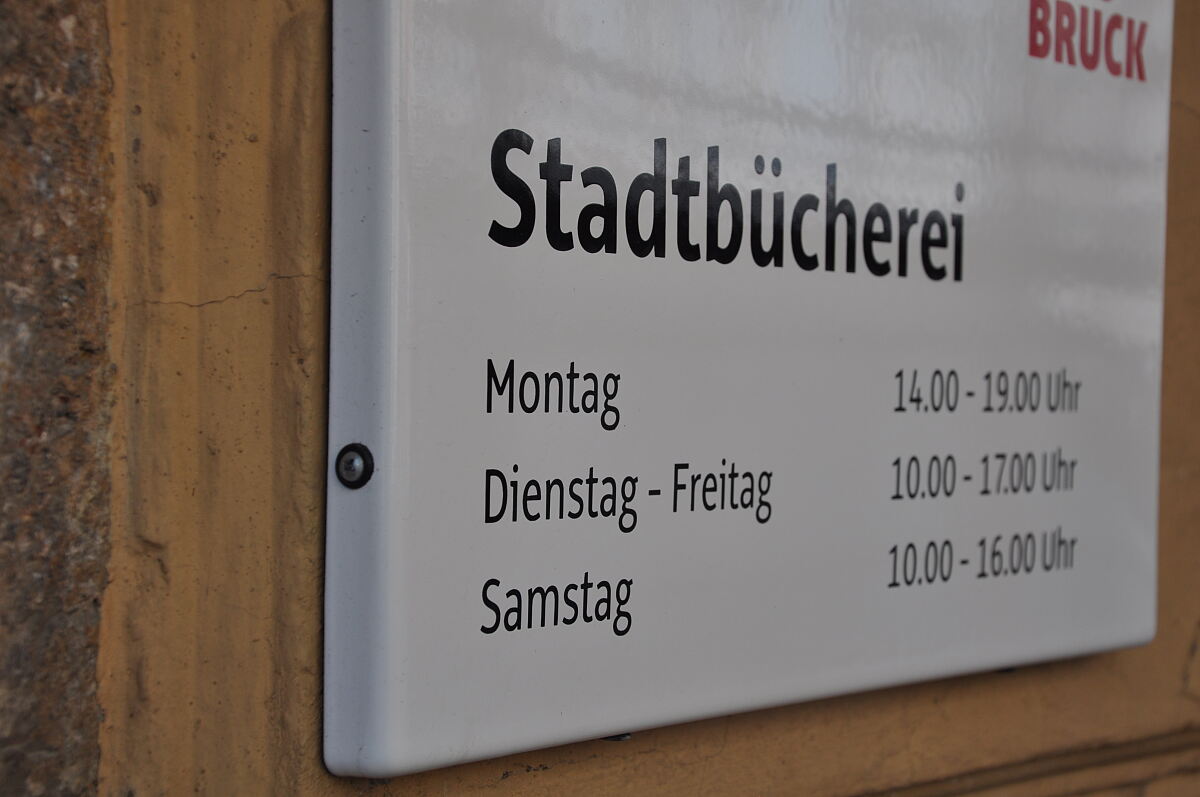 BRUCK
Stadtbücherei
Montag 14.00 - 19.00 Uhr
Dienstag - Freitag 10.00 - 17.00 Uhr
Samstag 10.00 - 16.00 Uhr